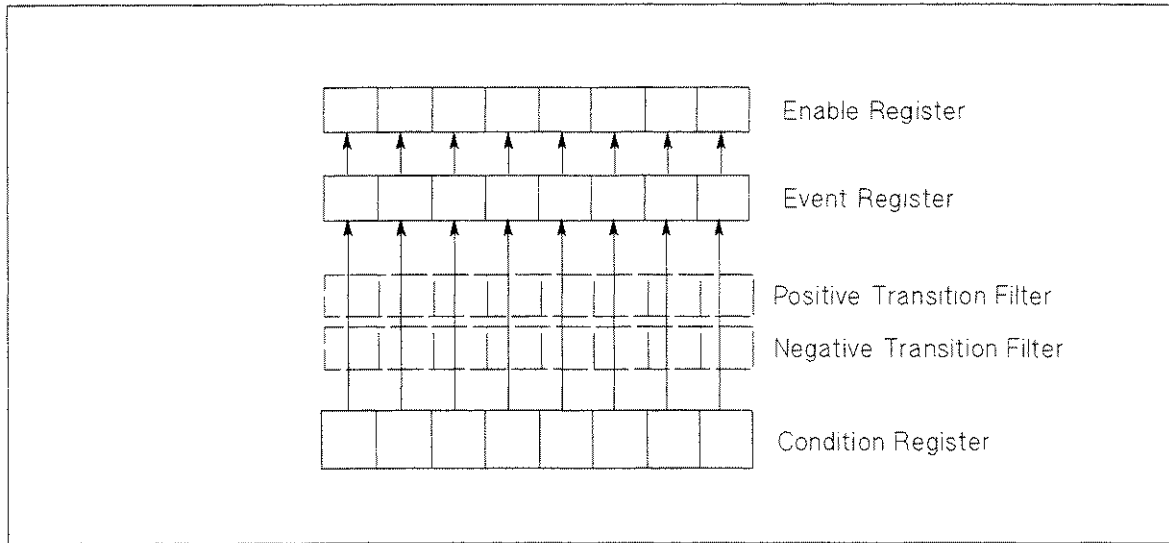 Enable Register
Event Register
Positive Transition Filter
Negative Transition Filter
Condition Register